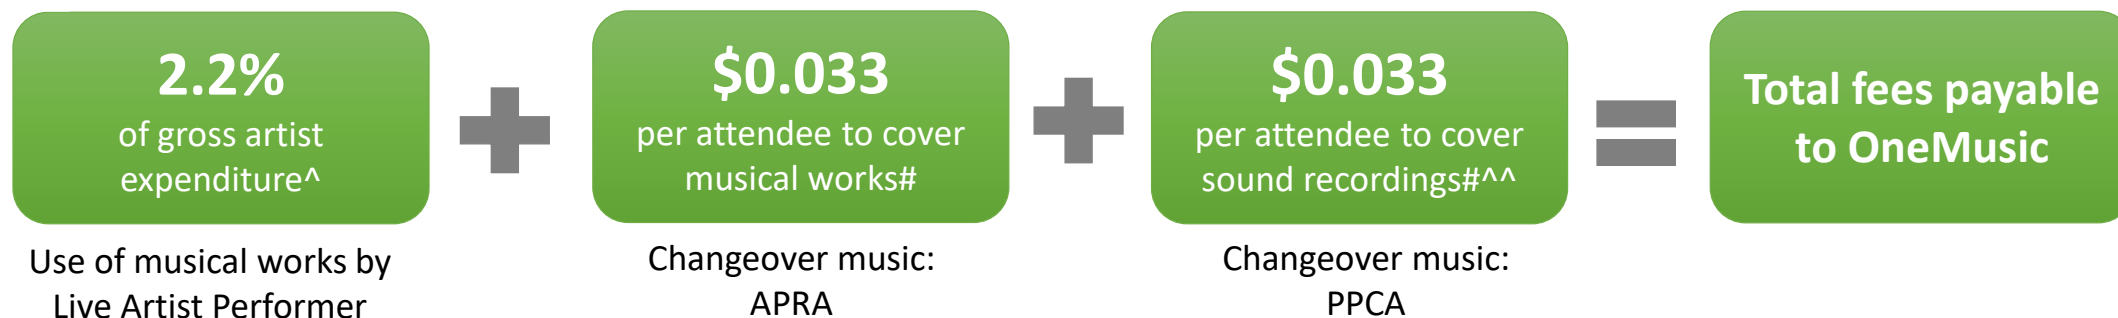 2.2%
of gross artist
expenditure^
Use of musical works by
Live Artist Performer
$0.033
per attendee to cover
musical works#
Changeover music:
APRA
$0.033
per attendee to cover
sound recordings#^^
Changeover music:
PPCA
Total fees payable
to OneMusic